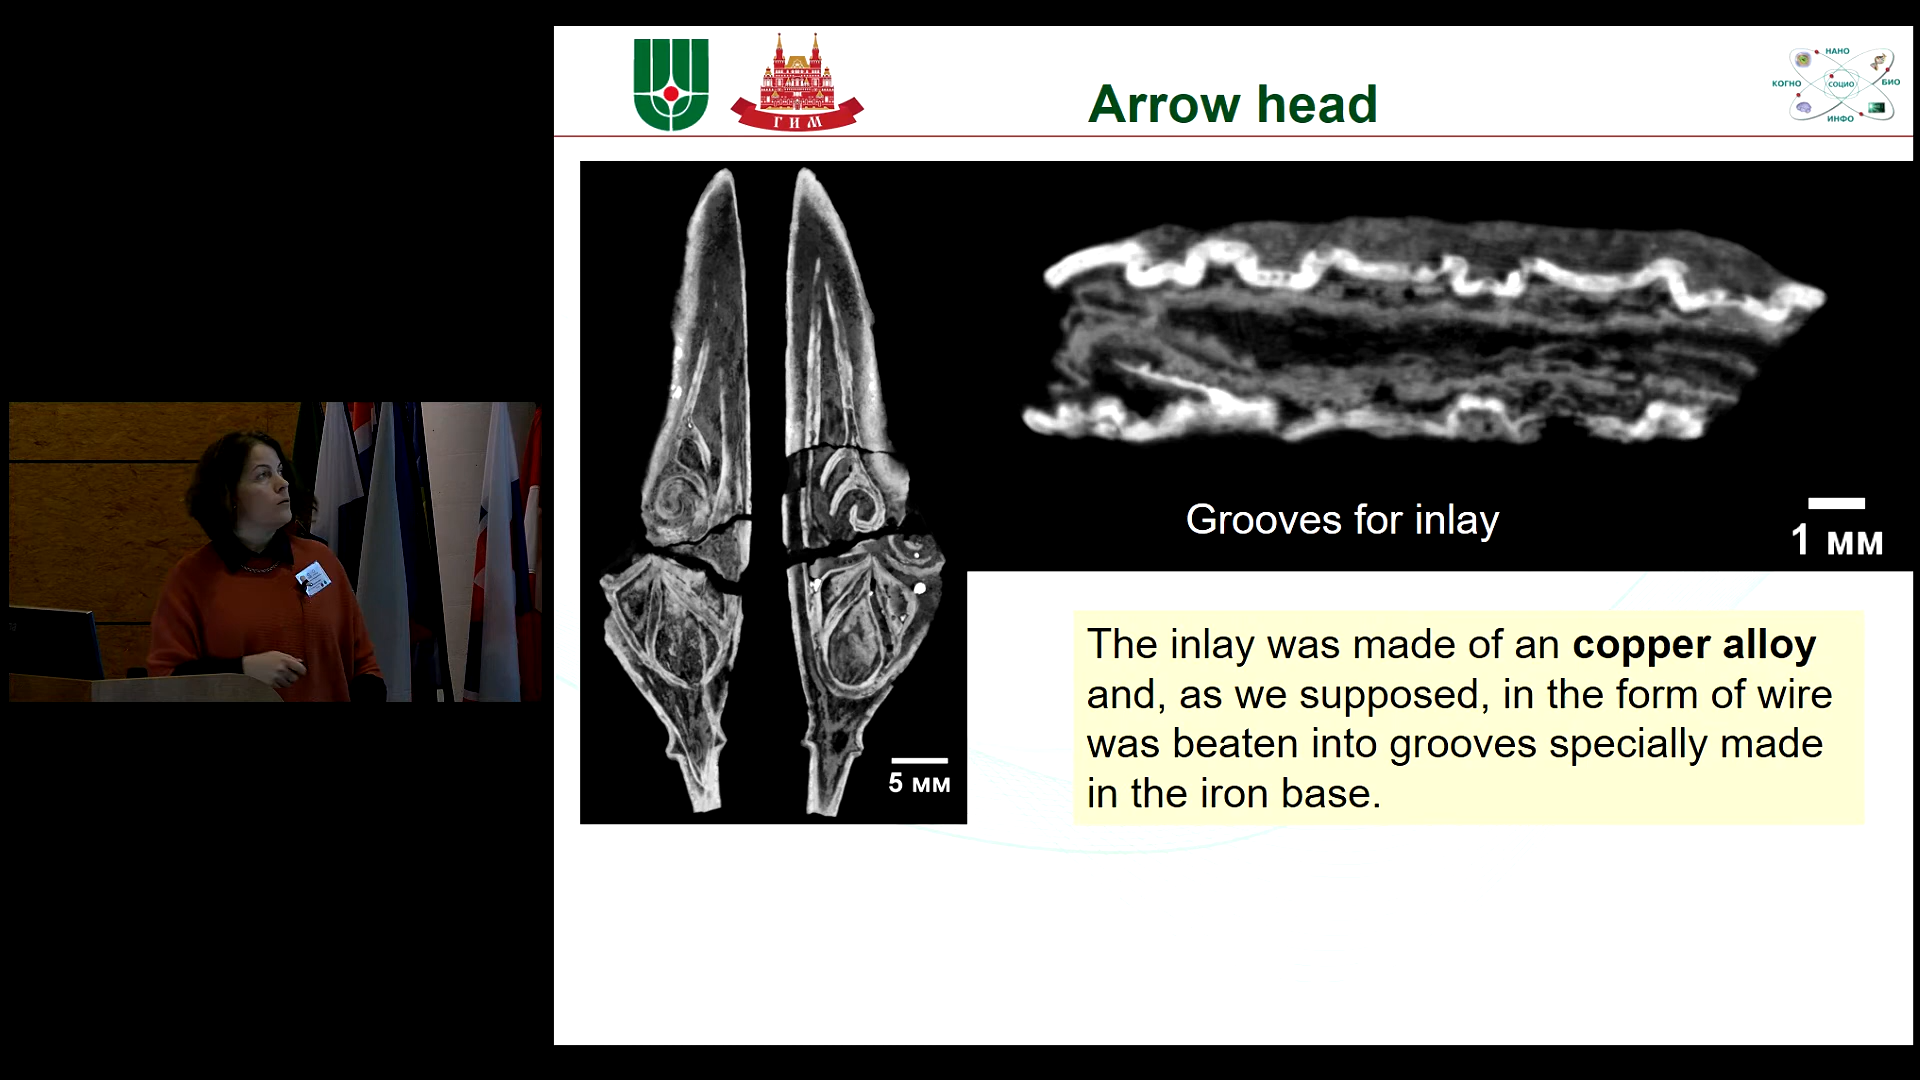 Arrow head
ГИМ
НАНО
КОГНО
СОЦИО
БИО
ИНФО
Grooves for inlay
1 мм
5 мм
The inlay was made of an copper alloy
and, as we supposed, in the form of wire
was beaten into grooves specially made
in the iron base.